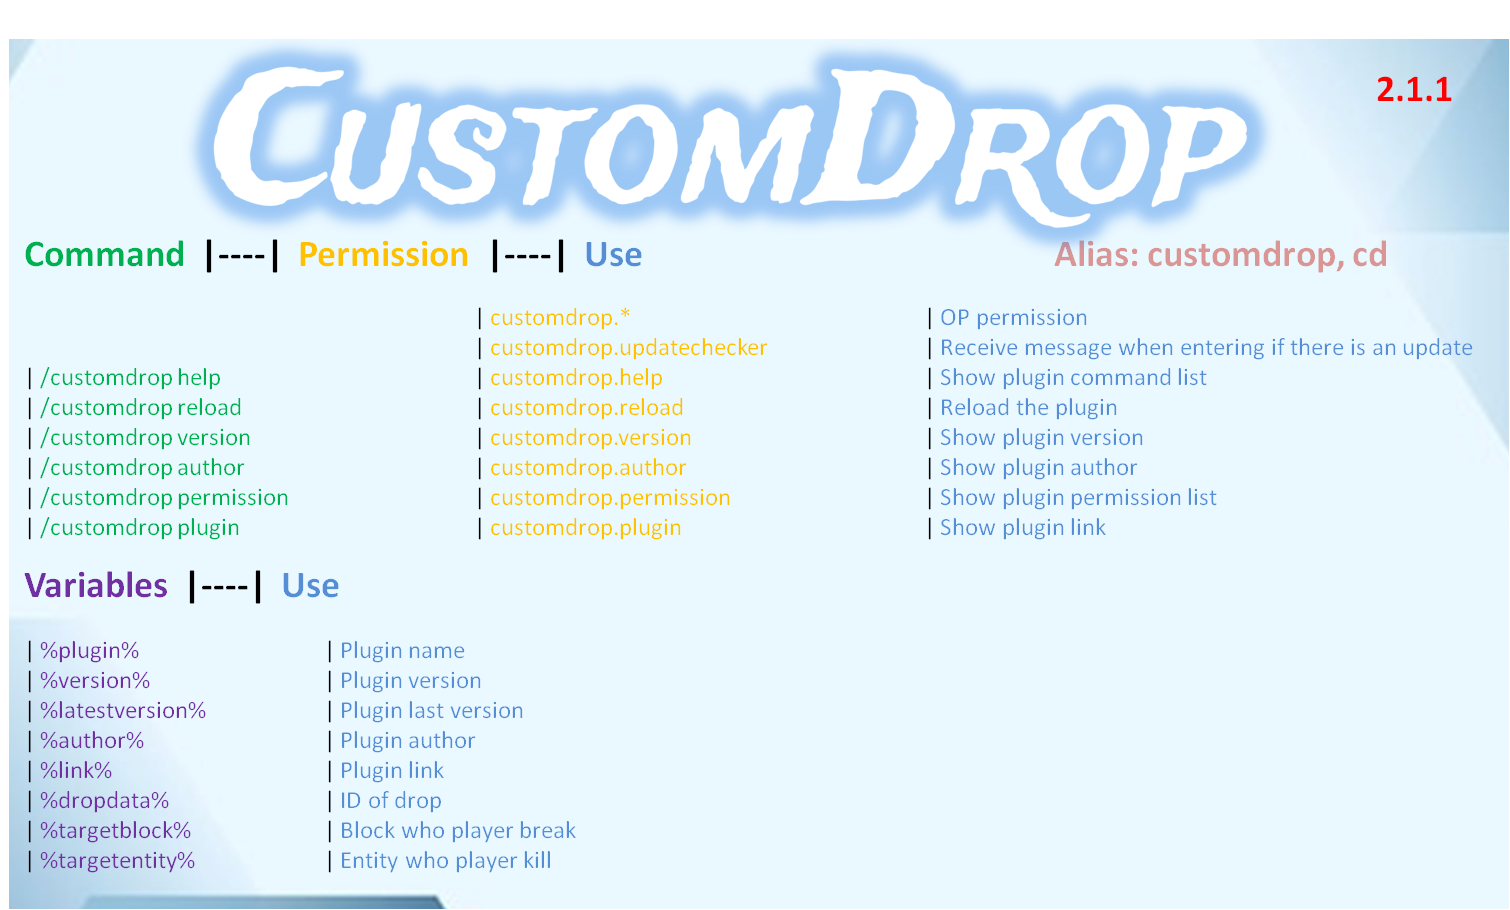 CustomDrop
2.1.1
Command |----| Permission |----| Use Alias: customdrop, cd
| customdrop.* | OP permission
| customdrop.updatechecker | Receive message when entering if there is an update
| /customdrop help | customdrop.help | Show plugin command list
| /customdrop reload | customdrop.reload | Reload the plugin
| /customdrop version | customdrop.version | Show plugin version
| /customdrop author | customdrop.author | Show plugin author
| /customdrop permission | customdrop.permission | Show plugin permission list
| /customdrop plugin | customdrop.plugin | Show plugin link
Variables |----| Use
| %plugin% | Plugin name
| %version% | Plugin version
| %latestversion% | Plugin last version
| %author% | Plugin author
| %link% | Plugin link
| %dropdata% | ID of drop
| %targetblock% | Block who player break
| %targetentity% | Entity who player kill